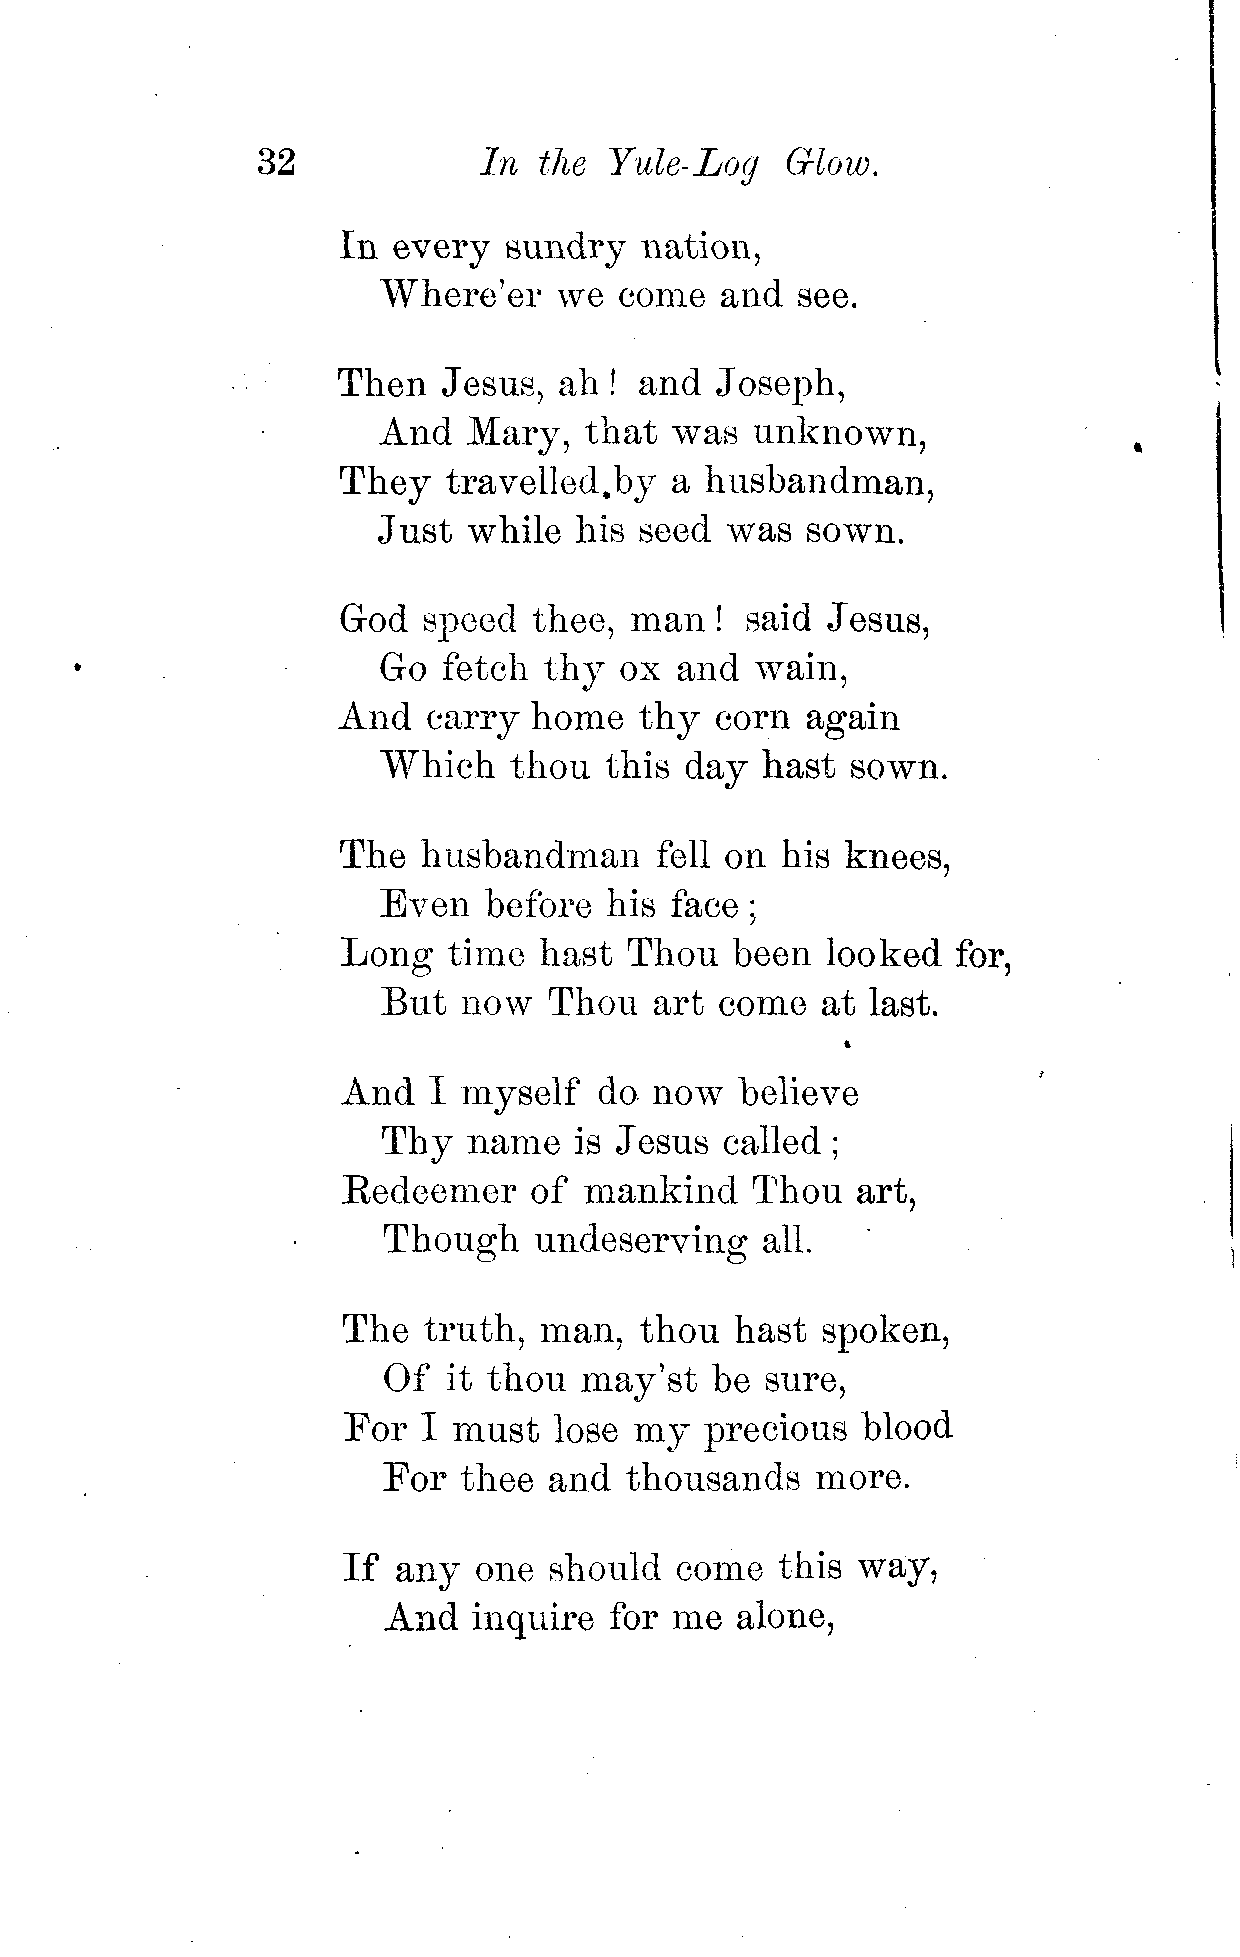 32 In the Yule-Log Glow.
In every sundry nation,
Where'er we come and see.
Then Jesus, ah! and Joseph,
And Mary, that was unknown,
They travelled by a husbandman,
Just while his seed was sown.
God speed thee, man! said Jesus,
Go fetch thy ox and wain,
And carry home thy corn again
Which thou this day hast sown.
The husbandman fell on his knees,
Even before his face;
Long time hast Thou been looked for,
But now Thou art come at last.
And I myself do now believe
Thy name is Jesus called;
Redeemer of mankind Thou art,
Though undeserving all.
The truth, man, thou hast spoken,
Of it thou may'st be sure,
For I must lose my precious blood
For thee and thousands more.
If any one should come this way,
And inquire for me alone,